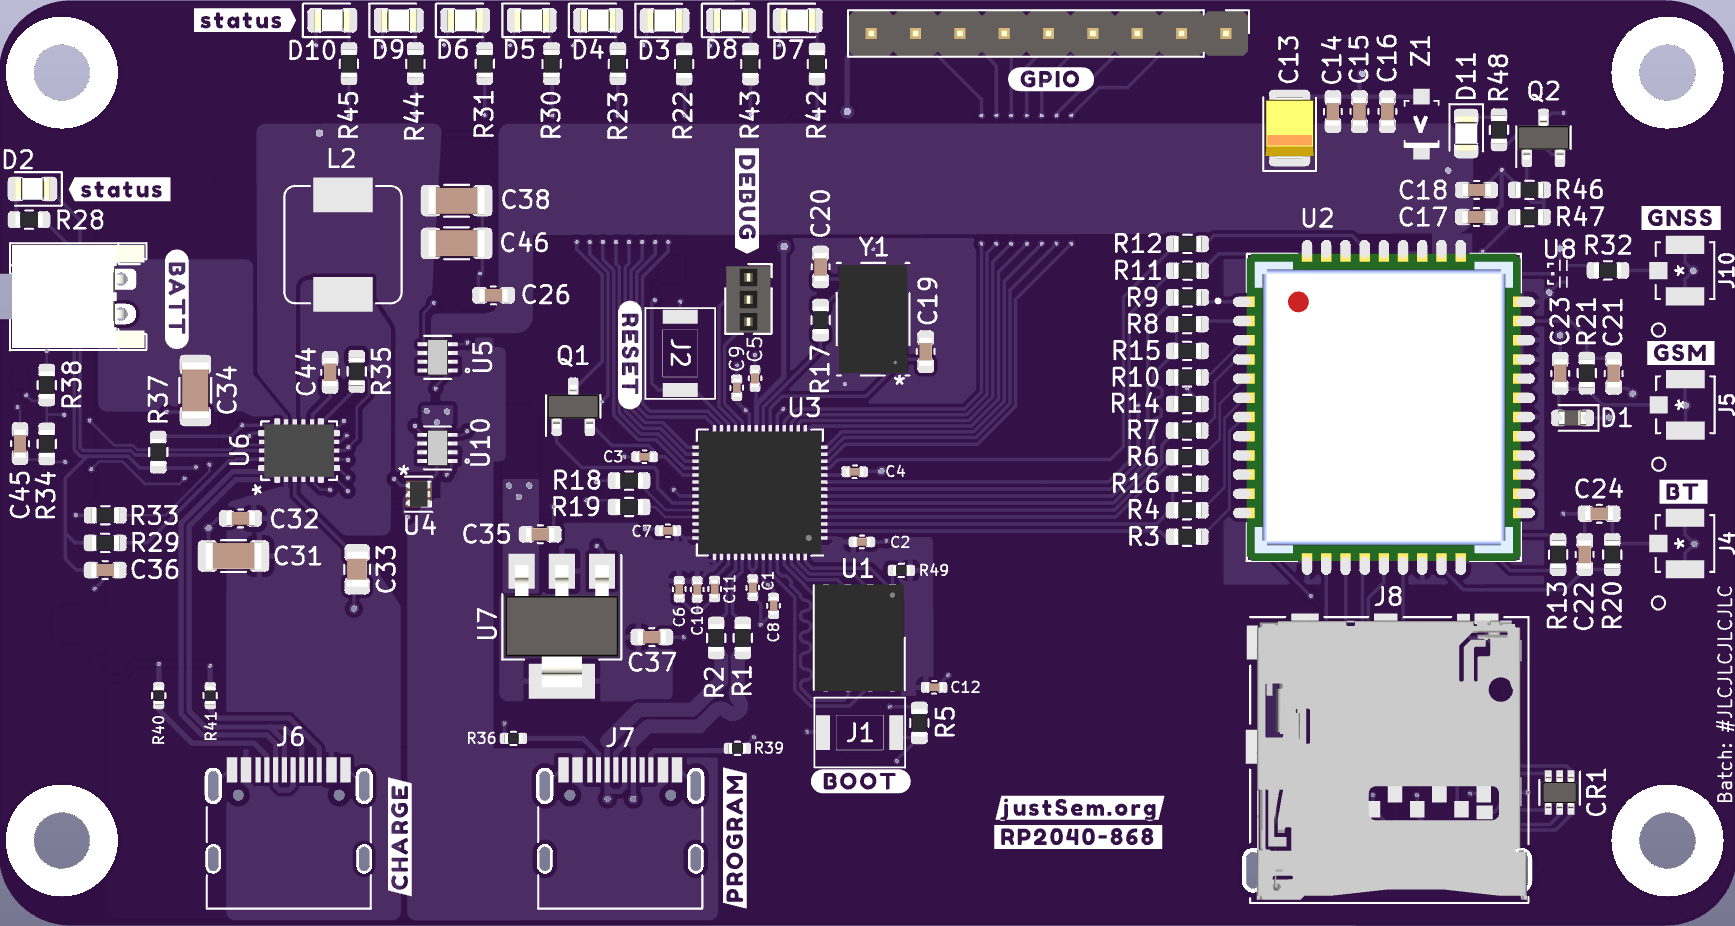 status
D10 D9 D6 D5 D4 D3 D8 D7
R45 R44 R31 R30 R23 R22 R43 R42
GPIO
C13 C14 C15 C16 Z1 D11 R48 Q2
D2
status
R28
L2
C38
C46
C26
DEBUG
C20
Y1
C19
R17
C18 R46
C17 R47
U2
GNSS
U8 R32
J10
BATT
RESET
J2
C9 C5
Q1
U5
C44 R35
R38 R37 C34
U6
U10
U4
C45 R34
R33
R29
C36
C32
C31
C33
U3
C3
R18
R19
C7
C35
C4
C2
R12
R11
R9
R8
R15
R10
R14
R7
R6
R16
R4
R3
C23 R21 C21
GSM
J5
D1
BT
C24
J4
R13 C22 R20
U7
C37
C6 C10 C11 C1 C8
R2 R1
U1
R49
C12
R5
J1
BOOT
J8
R40 R41
J6
CHARGE
R36
J7
R39
PROGRAM
justSem.org
RP2040-868
CR1
Batch: #JLCJLCJLCJLC